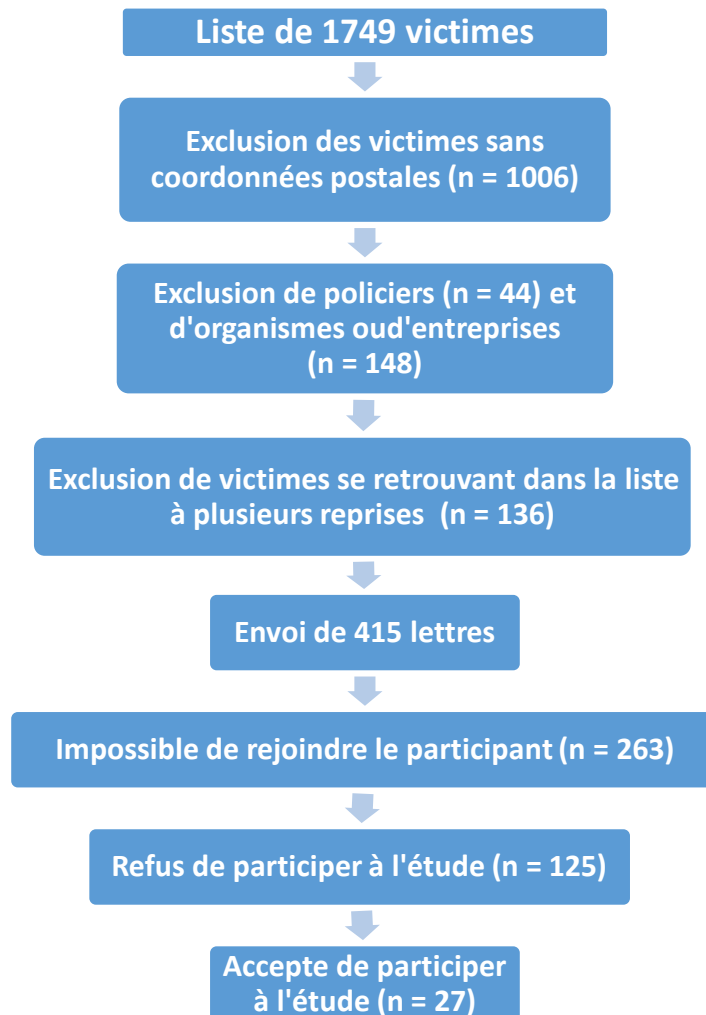 Liste de 1749 victimes
Exclusion des victimes sans
coordonnées postales (n = 1006)
Exclusion de policiers (n = 44) et
d'organismes oud'entreprises
(n = 148)
Exclusion de victimes se retrouvant dans la liste
à plusieurs reprises (n = 136)
Envoi de 415 lettres
Impossible de rejoindre le participant (n = 263)
Refus de participer à l'étude (n = 125)
Accepte de participer
à l'étude (n = 27)